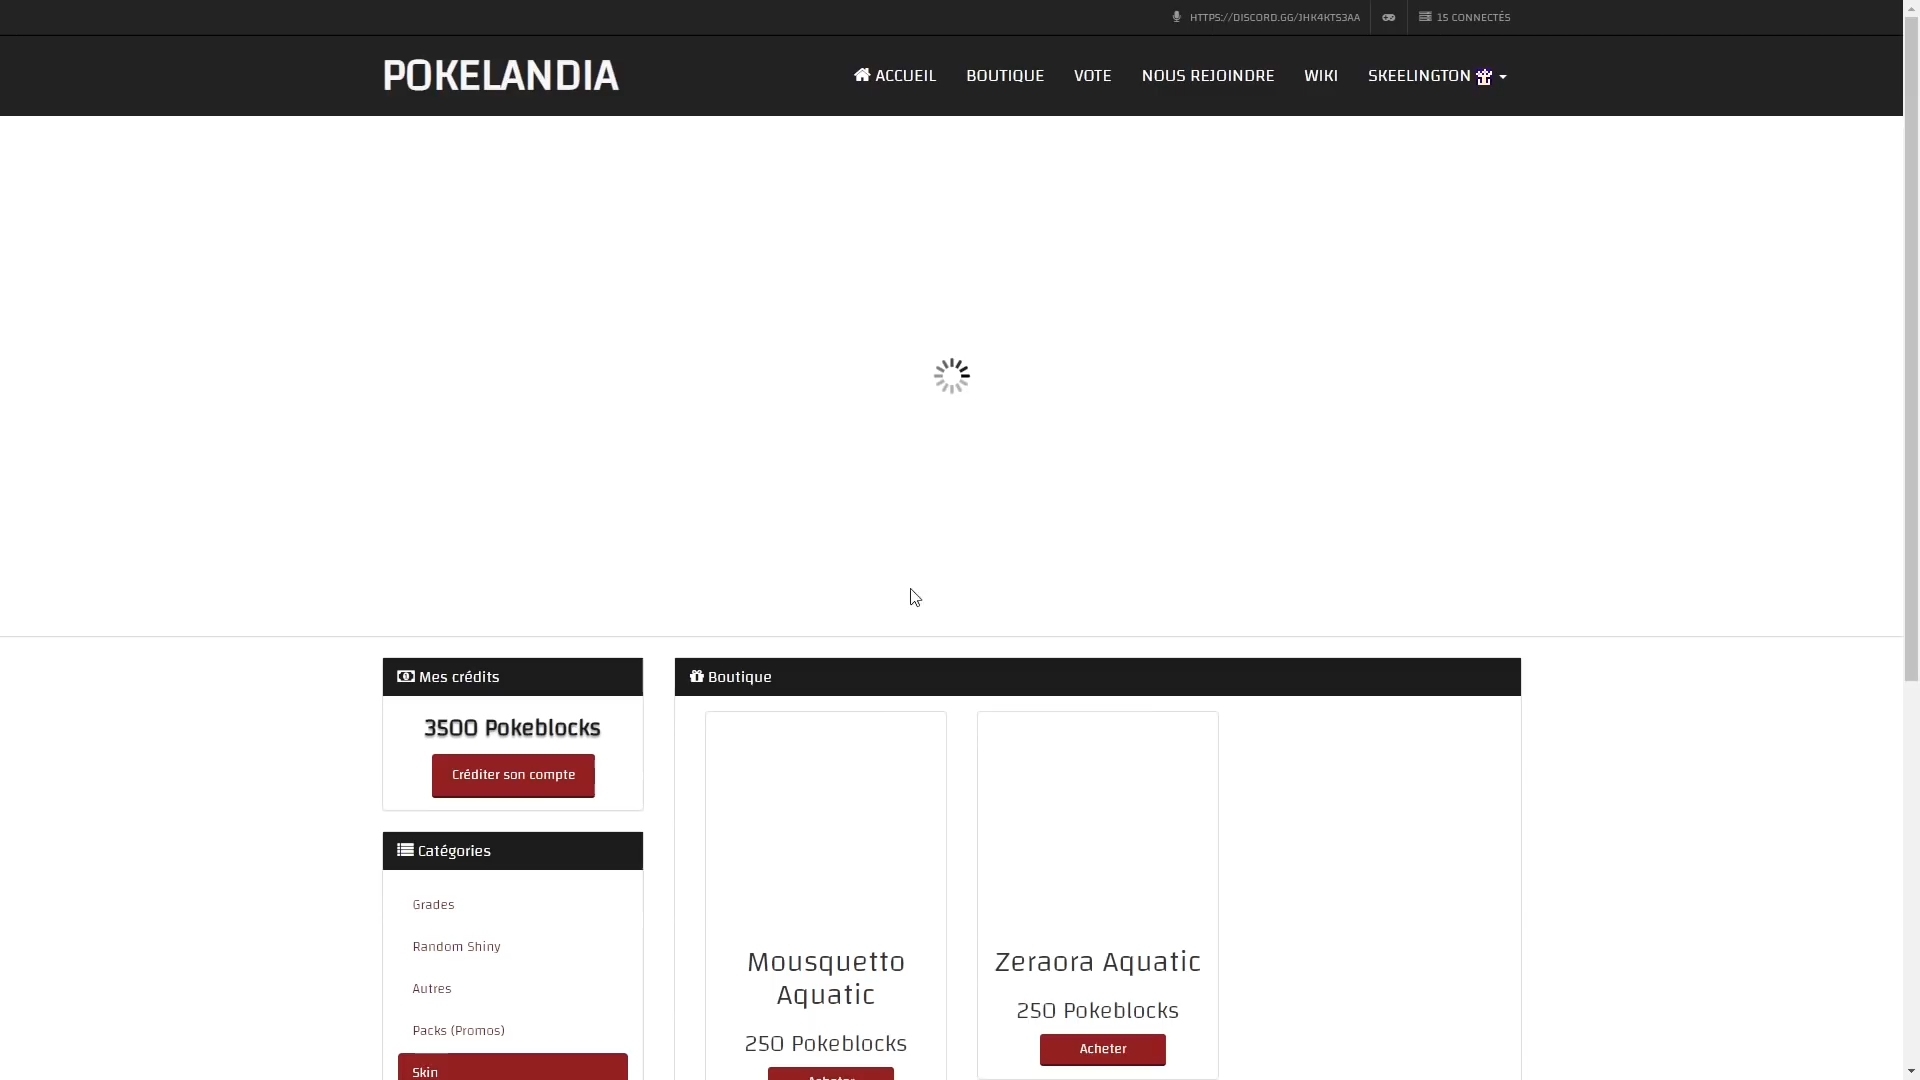 HTTPS://DISCORD.GG/JHK4KTS3AA
15 CONNECTÉS
POKELANDIA
ACCUEIL
BOUTIQUE
VOTE
NOUS REJOINDRE
WIKI
SKEELINGTON
Mes crédits
3500 Pokeblocks
Créditer son compte
Catégories
Grades
Random Shiny
Autres
Packs (Promos)
Skin
Boutique
Mousquetto
Aquatic
250 Pokeblocks
Acheter
Zeraora Aquatic
250 Pokeblocks
Acheter